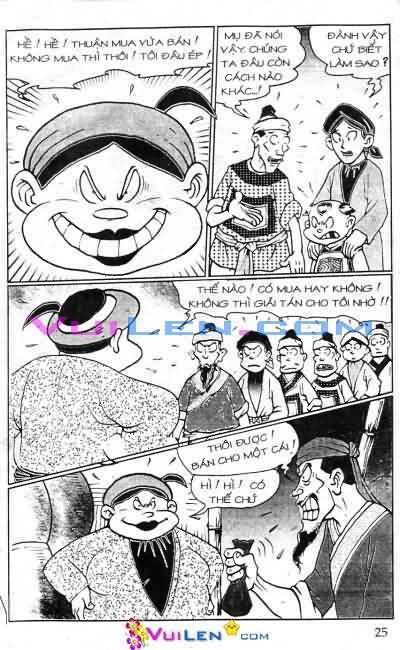 HỀ! HỀ! THUẬN MUA VỪA BÁN!
KHÔNG MUA THÌ THÔI! TÔI ĐÂU ÉP!
MỤ ĐÃ NÓI
VẬY. CHÚNG
TA ĐÂU CÒN
CÁCH NÀO
KHÁC..!
ĐÀNH VẬY
CHỨ BIẾT
LÀM SAO?
THẾ NÀO! CÓ MUA HAY KHÔNG!
KHÔNG THÌ GIẢI TÁN CHO TÔI NHỜ!!
VUILEN.COM
THÔI ĐƯỢC!
BÁN CHO MỘT CÁI!
HÌ! HÌ! CÓ
THẾ CHỨ
25
VUILEN.COM